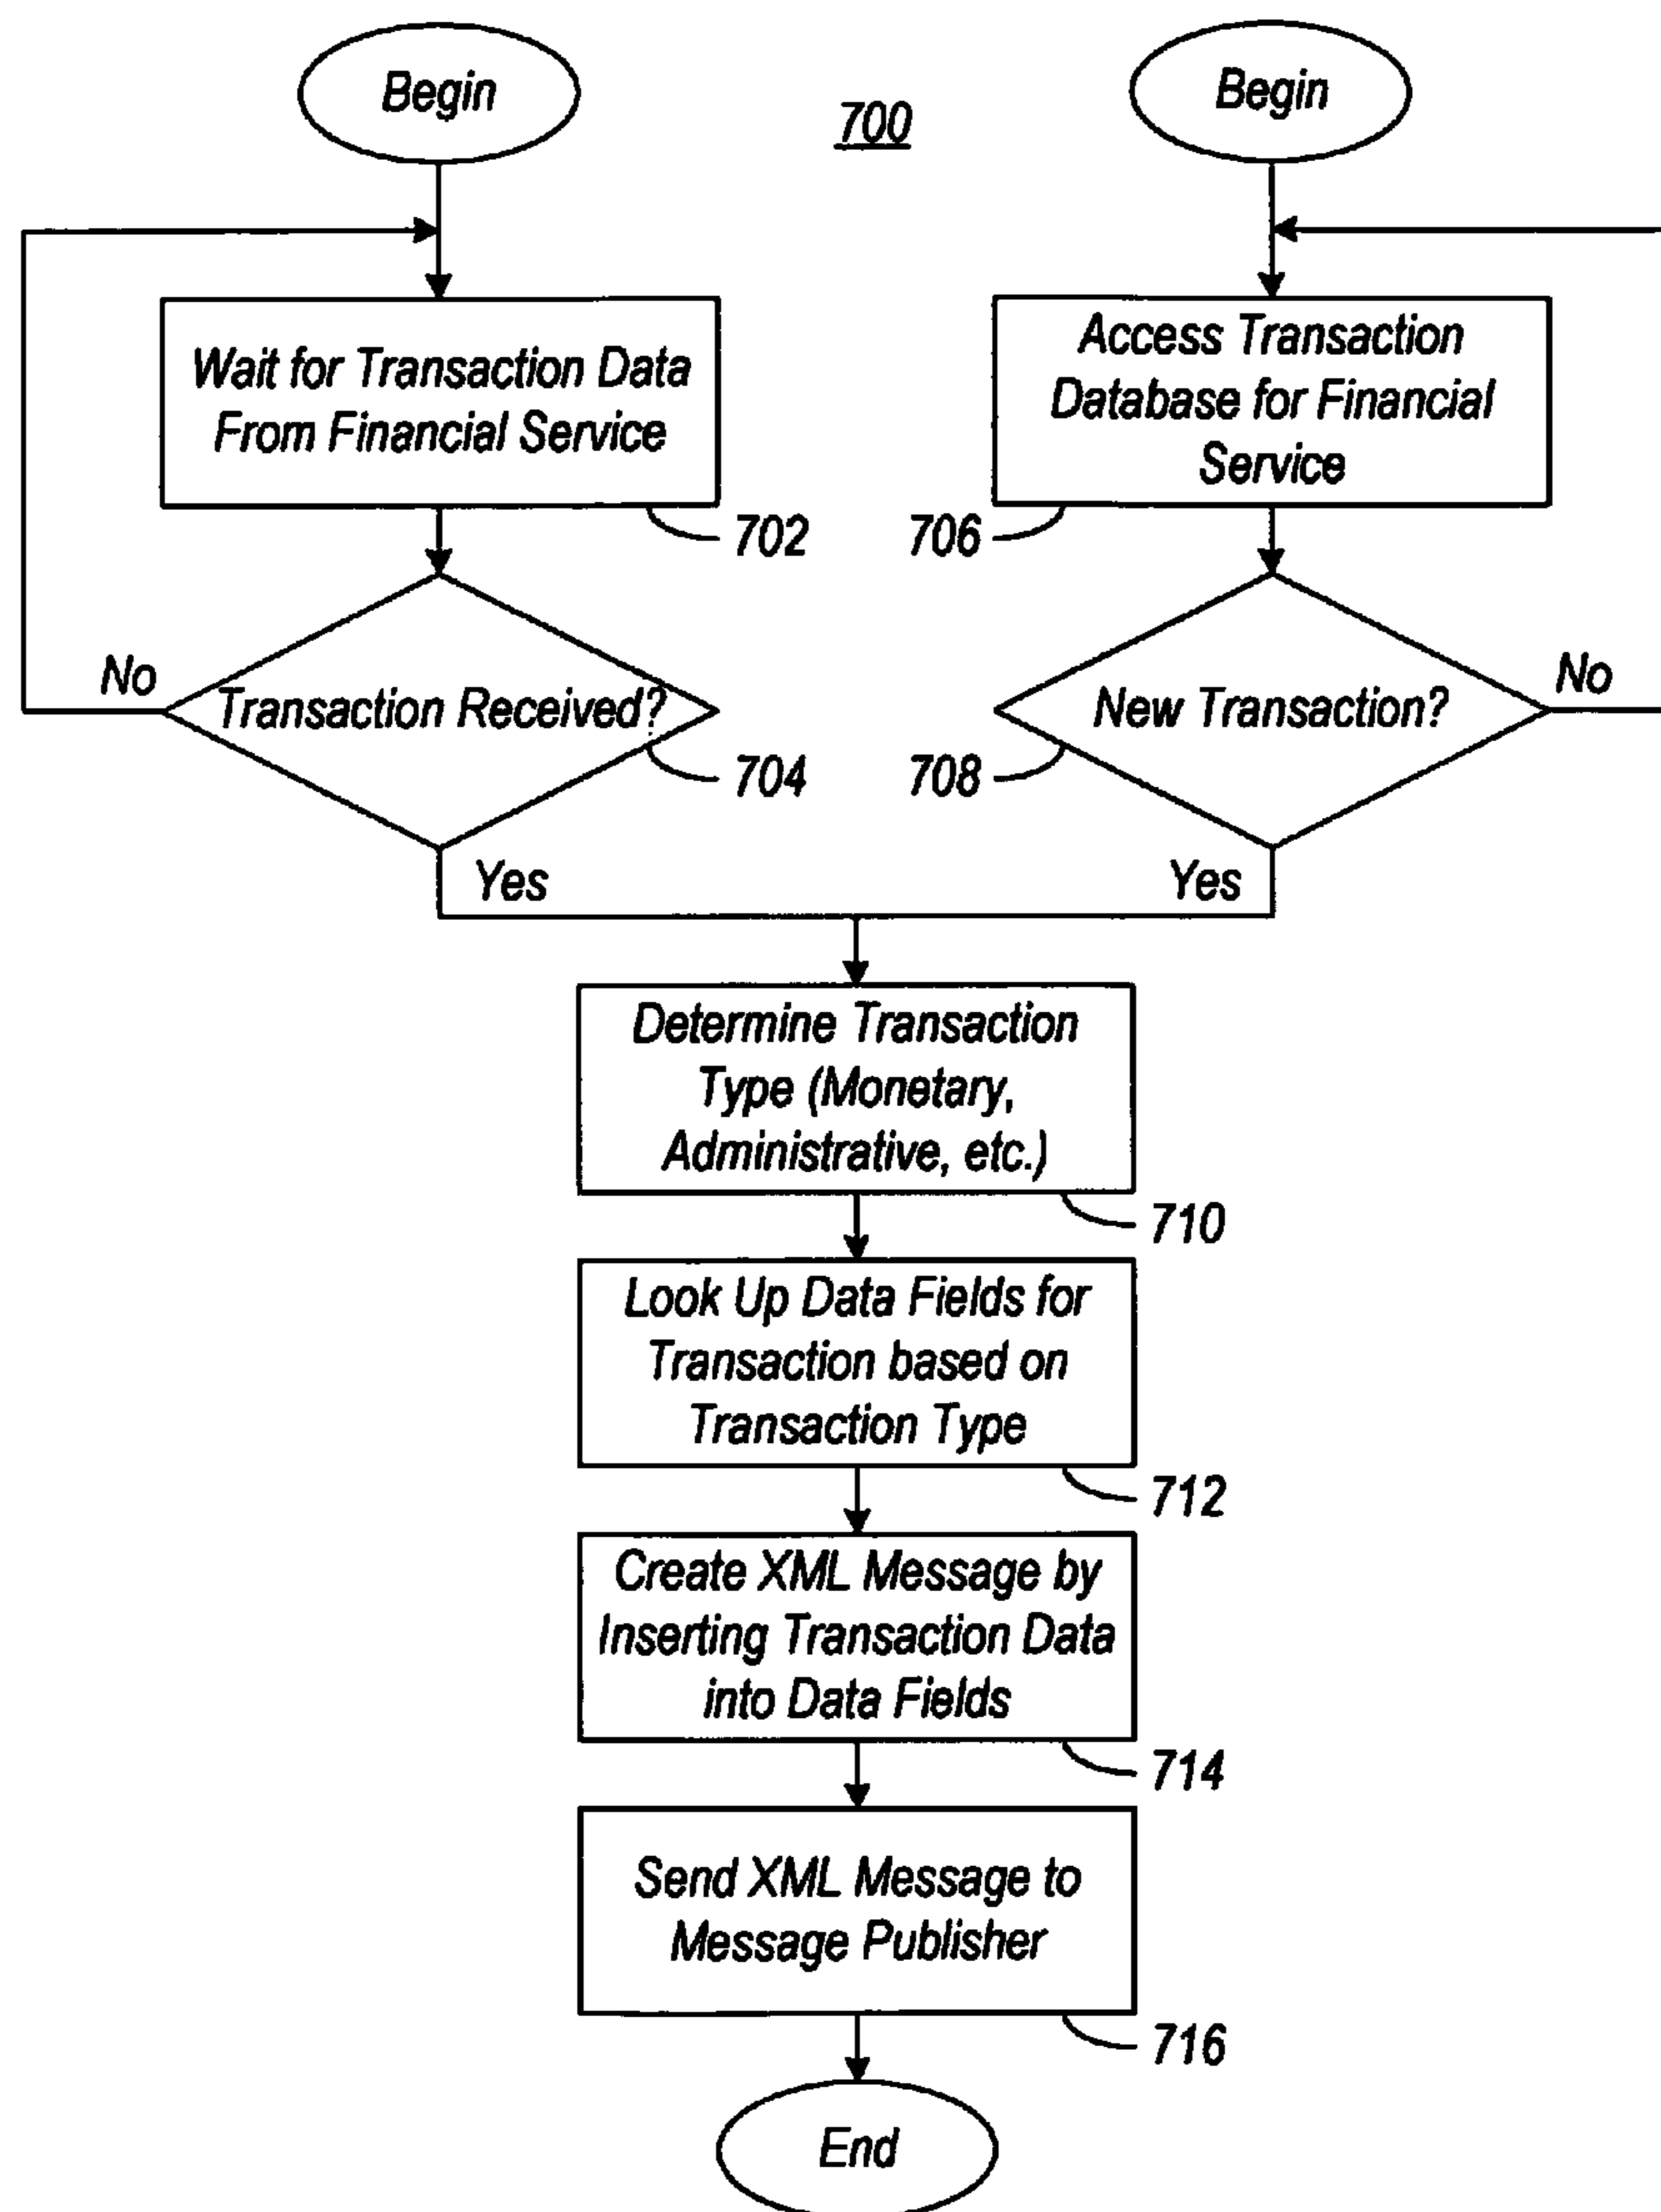 Begin
Begin
700
Wait for Transaction Data
From Financial Service
702
Access Transaction
Database for Financial
Service
706
No
Transaction Received?
704
New Transaction?
No
708
Yes
Yes
Determine Transaction
Type (Monetary,
Administrative, etc.)
710
Look Up Data Fields for
Transaction based on
Transaction Type
712
Create XML Message by
Inserting Transaction Data
into Data Fields
714
Send XML Message to
Message Publisher
716
End